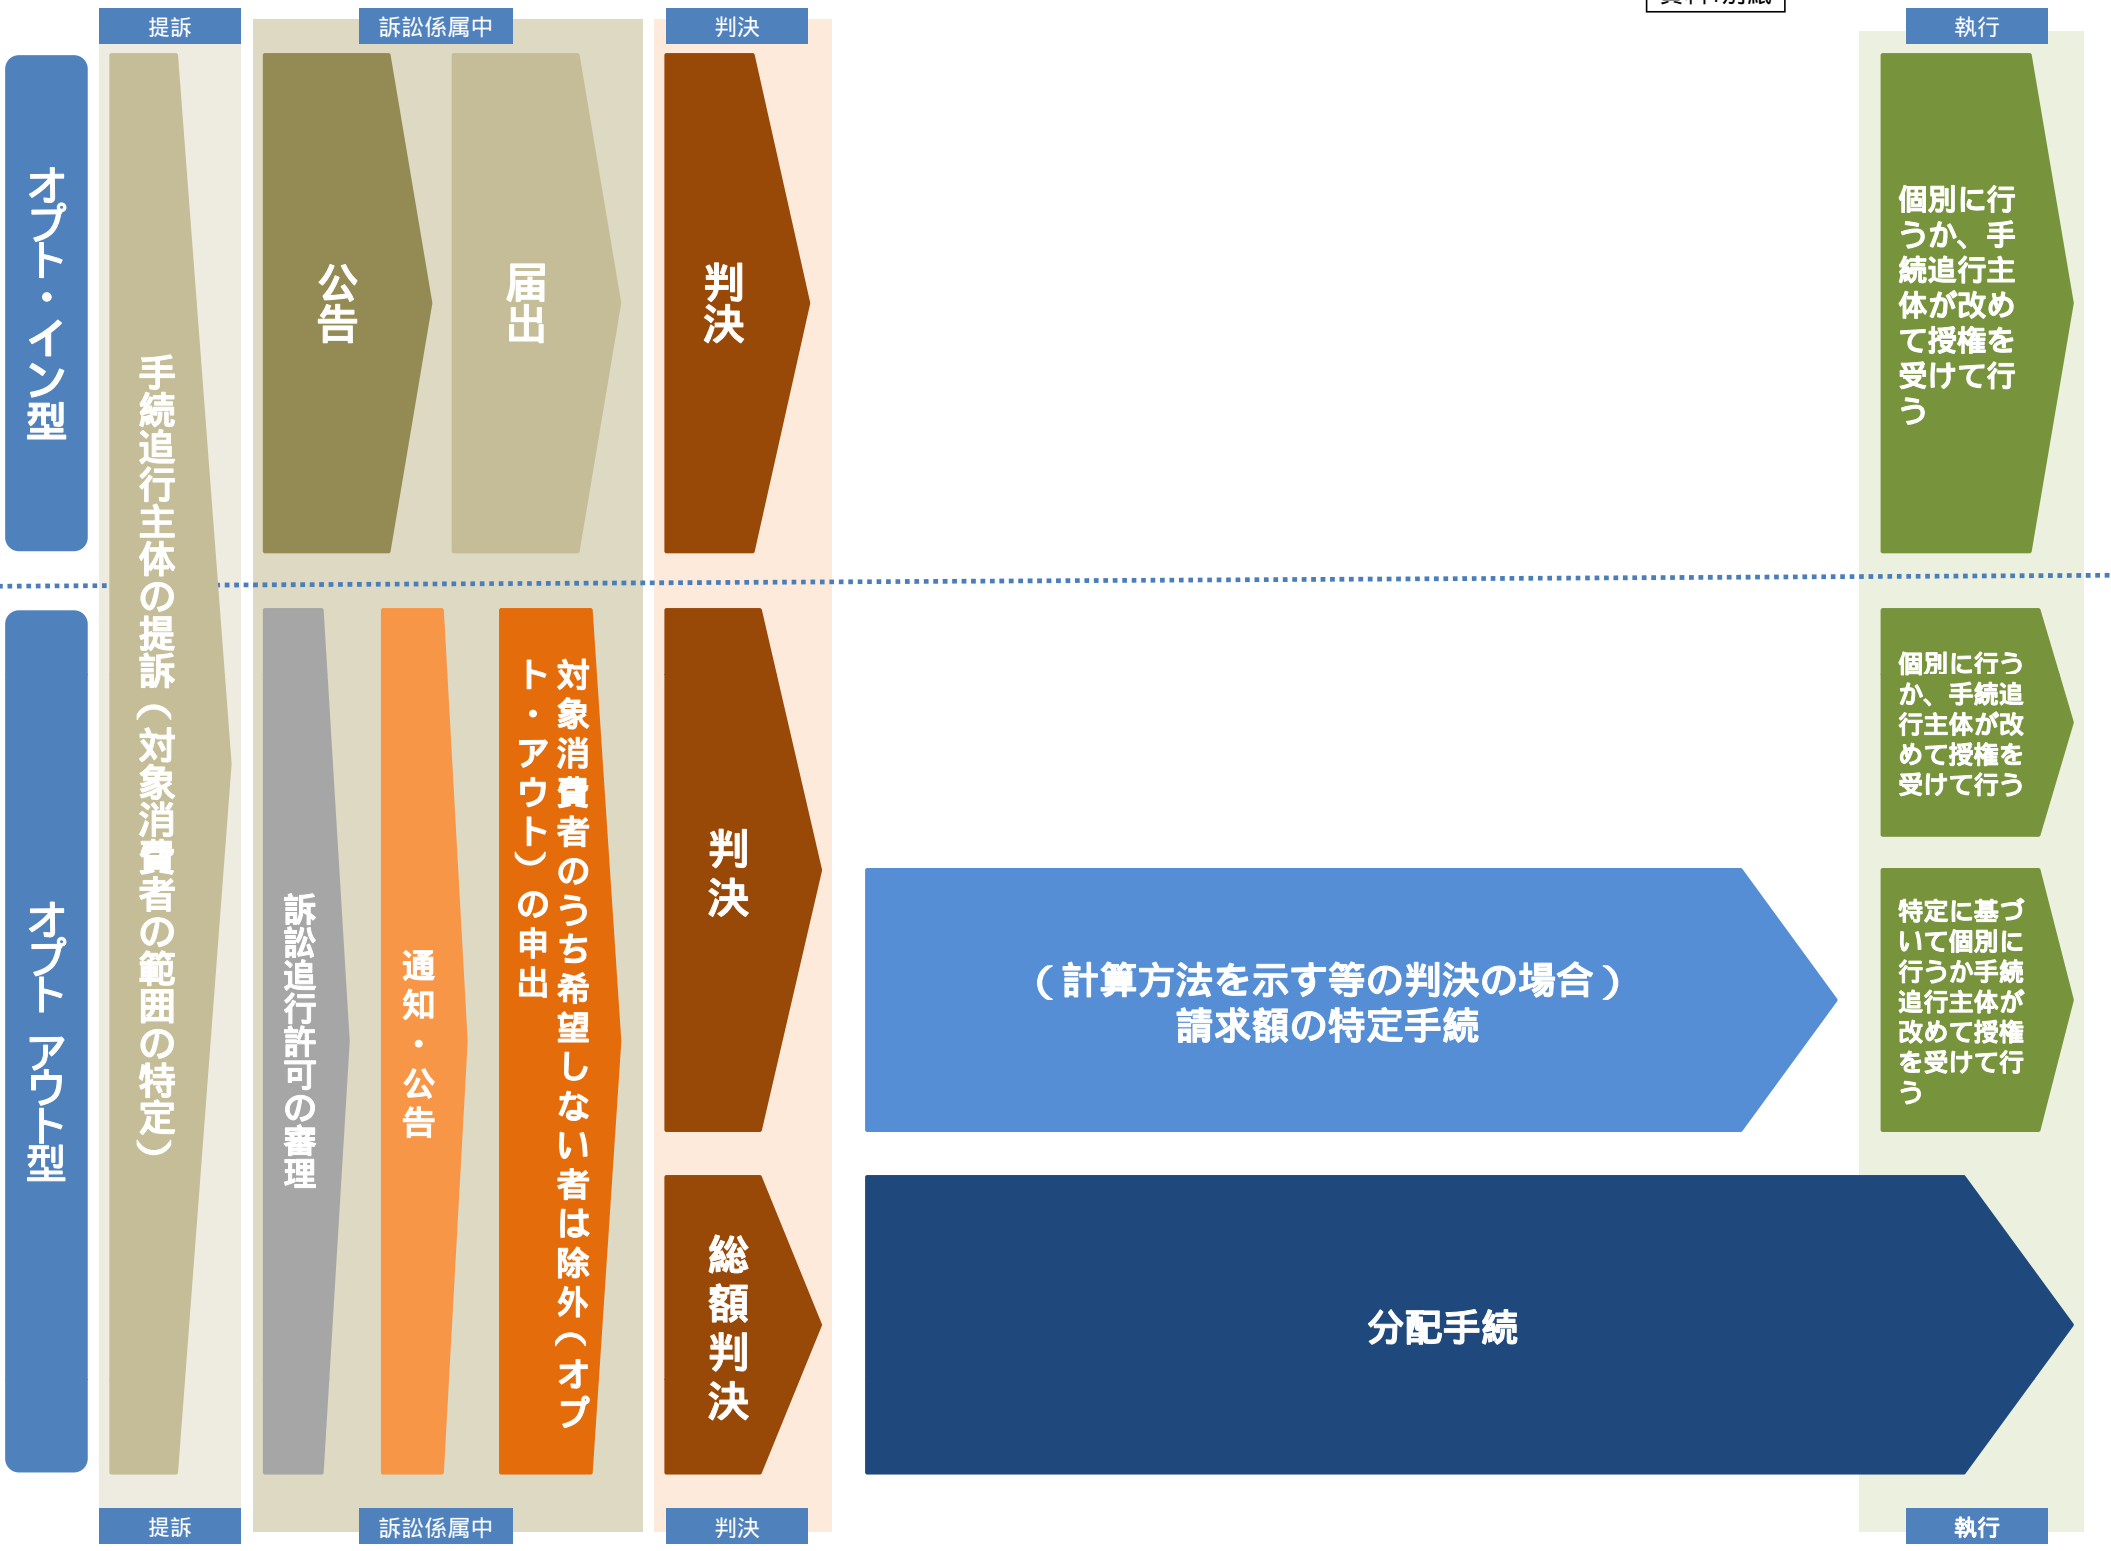 提訴
訴訟係属中
判決
執行
オプト・イン型
手続追行主体の提訴（対象消費者の範囲の特定）
公告
届出
判決
個別に行
うか、手
続追行主
体が改め
て授権を
受けて行
う
オプト アウト型
訴訟追行許可の審理
通知・公告
対象消費者のうち希望しない者は除外（オプ
ト・アウト）の申出
判決
（計算方法を示す等の判決の場合）
請求額の特定手続
個別に行う
か、手続追
行主体が改
めて授権を
受けて行う
特定に基づ
いて個別に
行うか手続
追行主体が
改めて授権
を受けて行
う
総額判決
分配手続
提訴
訴訟係属中
判決
執行